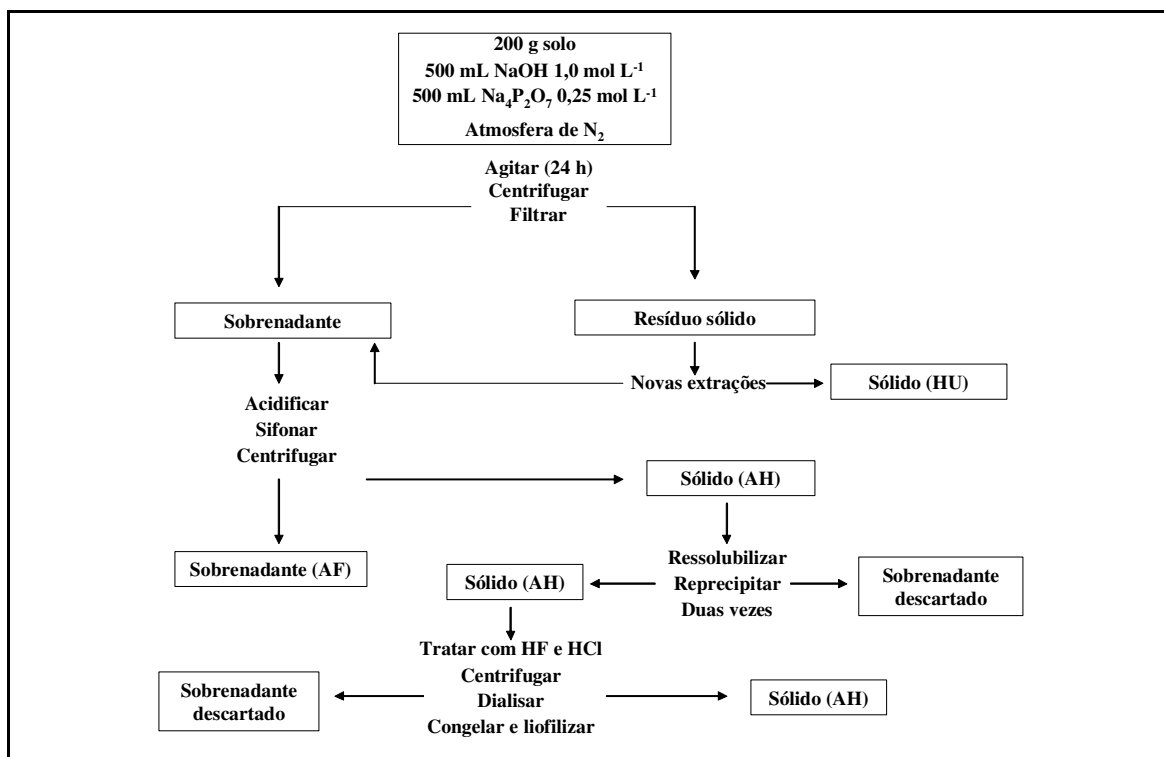 200 g solo
500 mL NaOH 1,0 mol L⁻¹
500 mL Na₄P₂O₇ 0,25 mol L⁻¹
Atmosfera de N₂
Agitar (24 h)
Centrifugar
Filtrar
Sobrenadante
Resíduo sólido
Novas extrações
Sólido (HU)
Acidificar
Sifonar
Centrifugar
Sólido (AH)
Sobrenadante (AF)
Ressolubilizar
Reprecipitar
Duas vezes
Sólido (AH)
Sobrenadante
descartado
Tratar com HF e HCl
Centrifugar
Dialisar
Congelar e liofilizar
Sobrenadante
descartado
Sólido (AH)